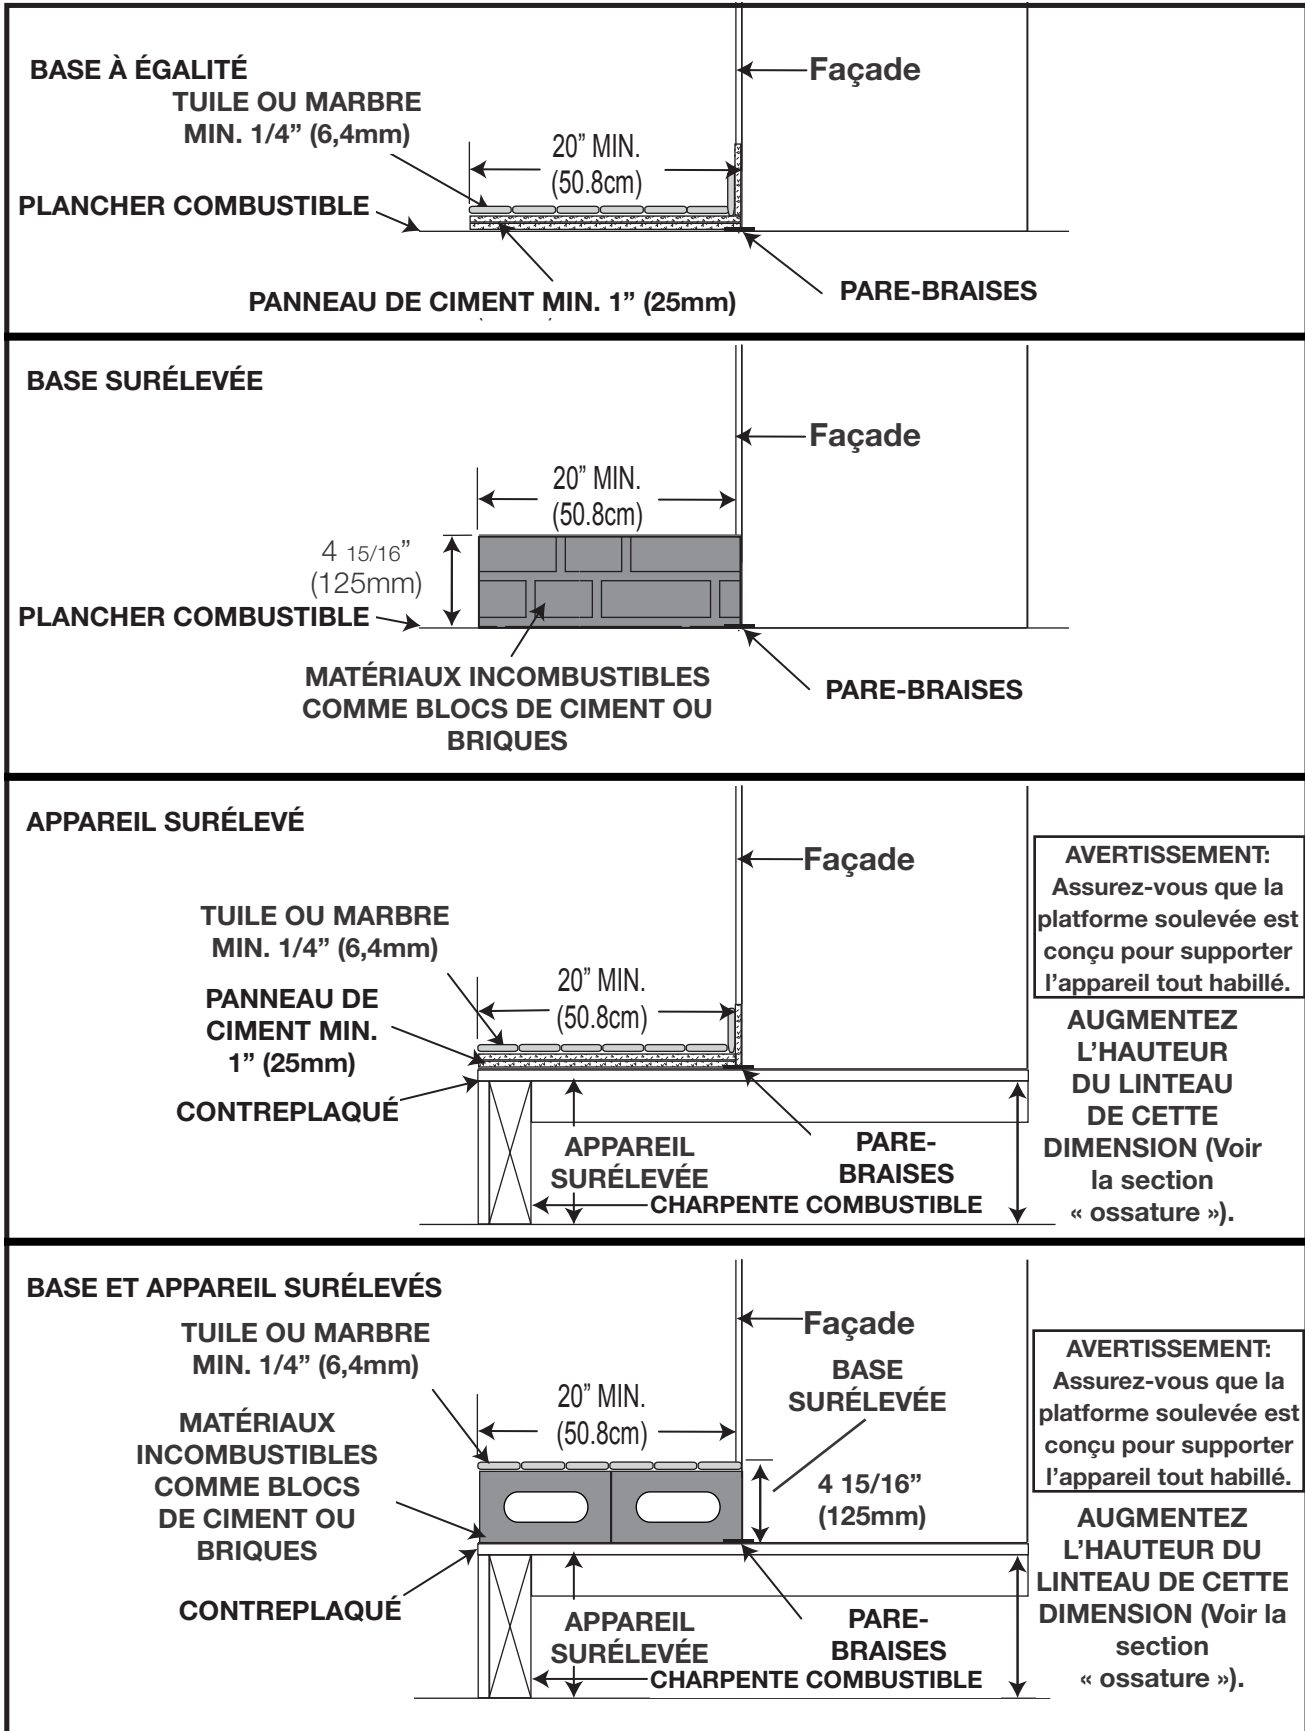 BASE À ÉGALITÉ
TUILE OU MARBRE
MIN. 1/4” (6,4mm)
Façade
20” MIN.
(50.8cm)
PLANCHER COMBUSTIBLE
PANNEAU DE CIMENT MIN. 1” (25mm)
PARE-BRAISES
BASE SURÉLEVÉE
Façade
20” MIN.
(50.8cm)
4 15/16”
(125mm)
PLANCHER COMBUSTIBLE
MATÉRIAUX INCOMBUSTIBLES
COMME BLOCS DE CIMENT OU
BRIQUES
PARE-BRAISES
APPAREIL SURÉLEVÉ
Façade
TUILE OU MARBRE
MIN. 1/4” (6,4mm)
20” MIN.
(50.8cm)
PANNEAU DE
CIMENT MIN.
1” (25mm)
CONTREPLAQUÉ
APPAREIL
SURÉLEVÉE
PARE-
BRAISES
CHARPENTE COMBUSTIBLE
AVERTISSEMENT:
Assurez-vous que la
platforme soulevée est
conçu pour supporter
l’appareil tout habillé.
AUGMENTEZ
L’HAUTEUR
DU LINTEAU
DE CETTE
DIMENSION (Voir
la section
« ossature »).
BASE ET APPAREIL SURÉLEVÉS
TUILE OU MARBRE
MIN. 1/4” (6,4mm)
Façade
BASE
SURÉLEVÉE
20” MIN.
(50.8cm)
MATÉRIAUX
INCOMBUSTIBLES
COMME BLOCS
DE CIMENT OU
BRIQUES
4 15/16”
(125mm)
CONTREPLAQUÉ
APPAREIL
SURÉLEVÉE
PARE-
BRAISES
CHARPENTE COMBUSTIBLE
AVERTISSEMENT:
Assurez-vous que la
platforme soulevée est
conçu pour supporter
l’appareil tout habillé.
AUGMENTEZ
L’HAUTEUR DU
LINTEAU DE CETTE
DIMENSION (Voir la
section
« ossature »).